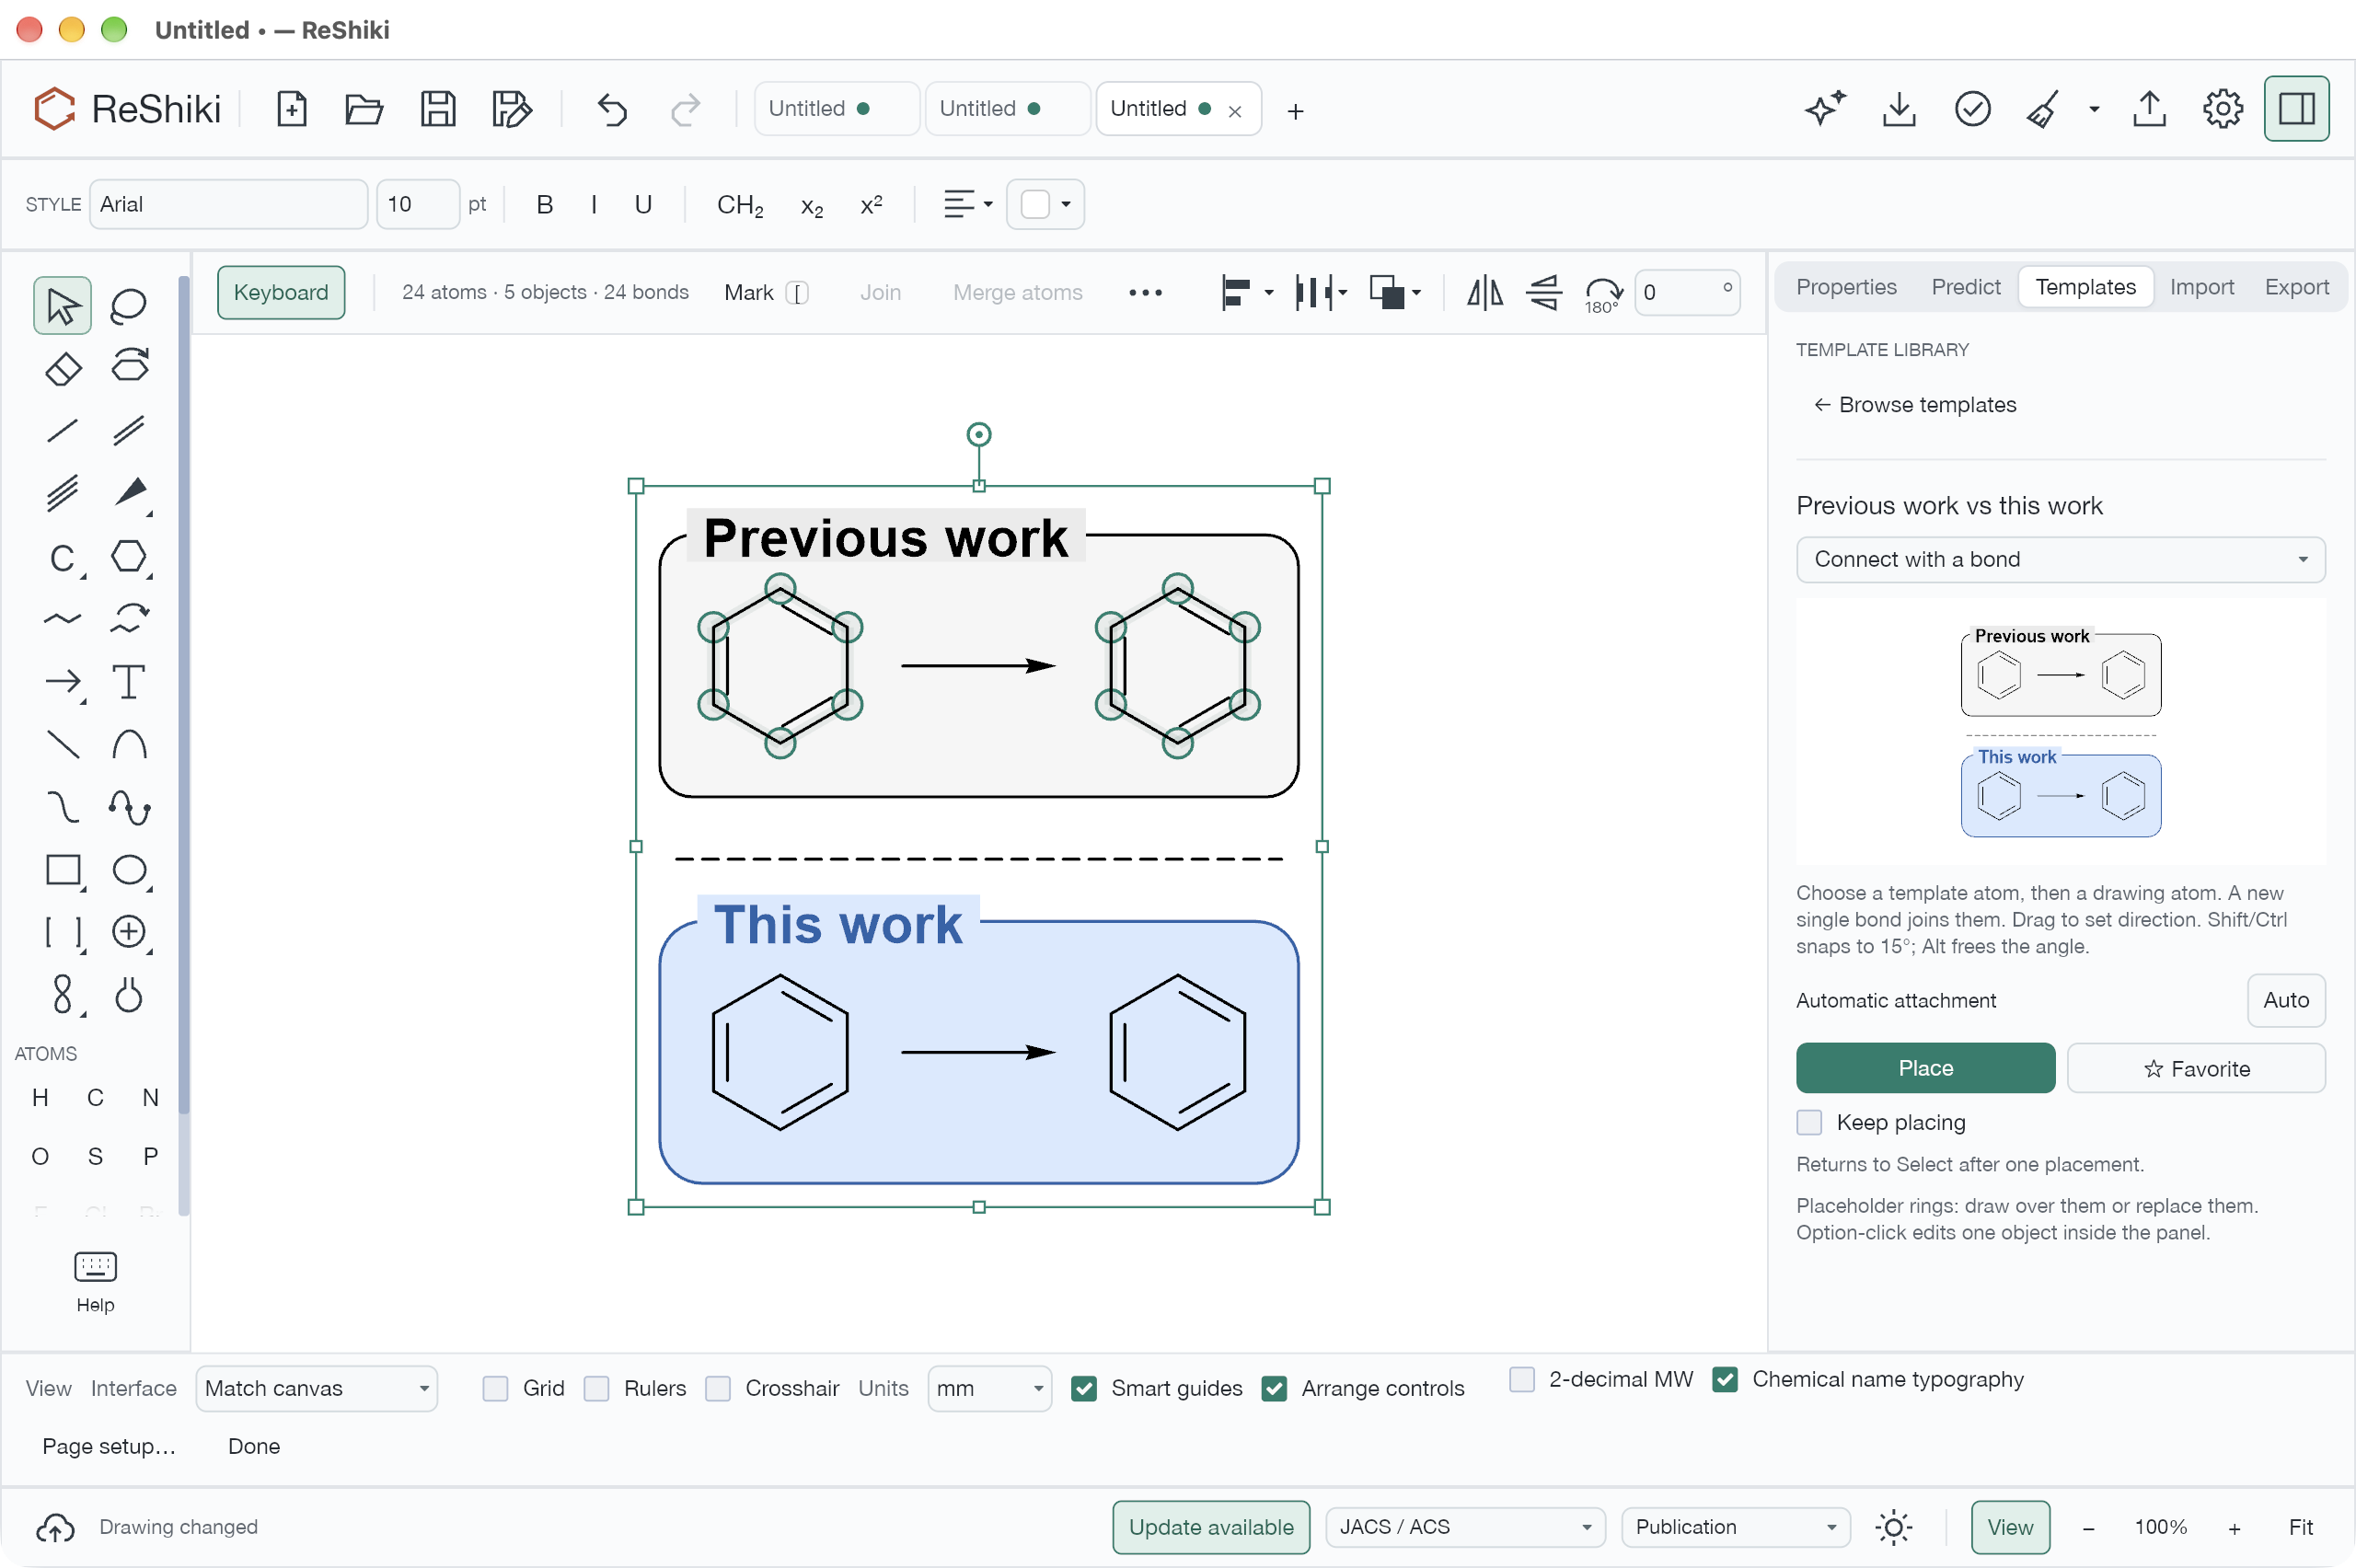 Untitled • — ReShiki
ReShiki
Untitled
Untitled
Untitled
STYLE Arial 10 pt B I U CH₂ x₂ x²
Keyboard
24 atoms · 5 objects · 24 bonds
Mark [
Join
Merge atoms
180°
0 °
Properties Predict Templates Import Export
TEMPLATE LIBRARY
← Browse templates
Previous work vs this work
Connect with a bond
Previous work
This work
Choose a template atom, then a drawing atom. A new
single bond joins them. Drag to set direction. Shift/Ctrl
snaps to 15°; Alt frees the angle.
Automatic attachment Auto
Place
☆ Favorite
Keep placing
Returns to Select after one placement.
Placeholder rings: draw over them or replace them.
Option-click edits one object inside the panel.
Previous work
This work
C
T
ATOMS
H C N
O S P
Help
View Interface Match canvas Grid Rulers Crosshair Units mm Smart guides Arrange controls 2-decimal MW Chemical name typography
Page setup... Done
Drawing changed
Update available
JACS / ACS
Publication
View − 100% + Fit